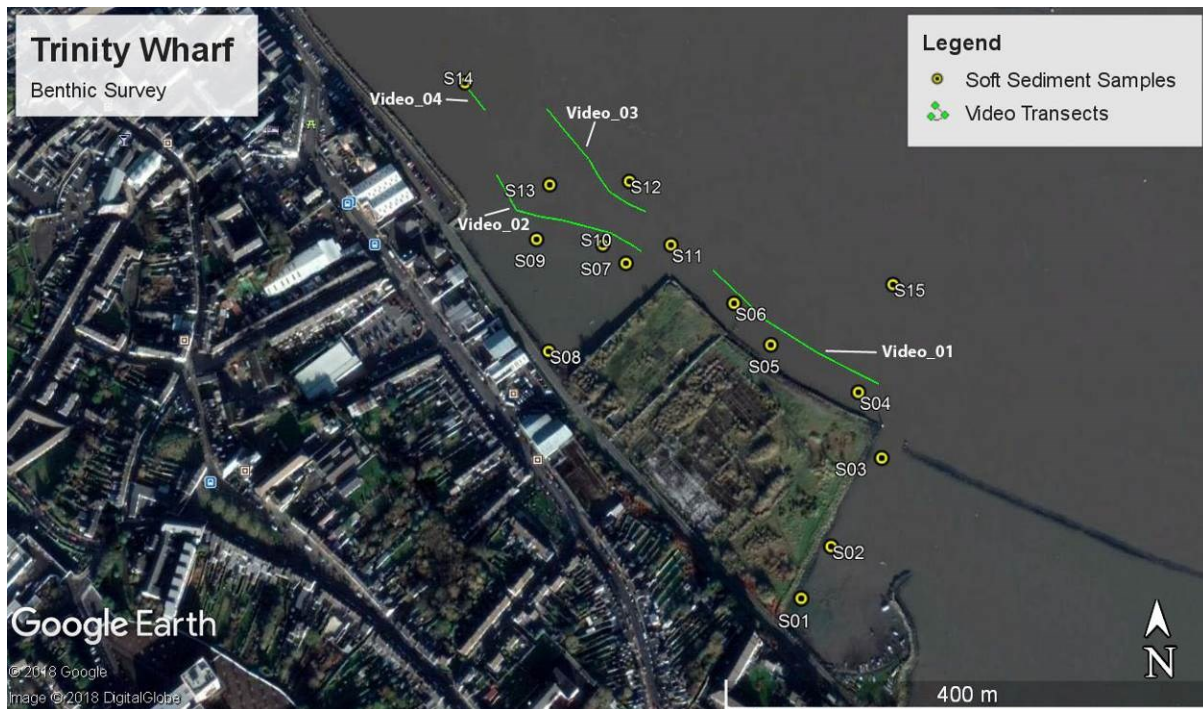 Trinity Wharf
Benthic Survey
Legend
Soft Sediment Samples
Video Transects
S14
Video_04
Video_03
S13
S12
Video_02
S10
S09
S11
S07
S15
S06
S08
S05
Video_01
S04
S03
S02
S01
Google Earth
© 2018 Google
Image © 2018 DigitalGlobe
N
400 m